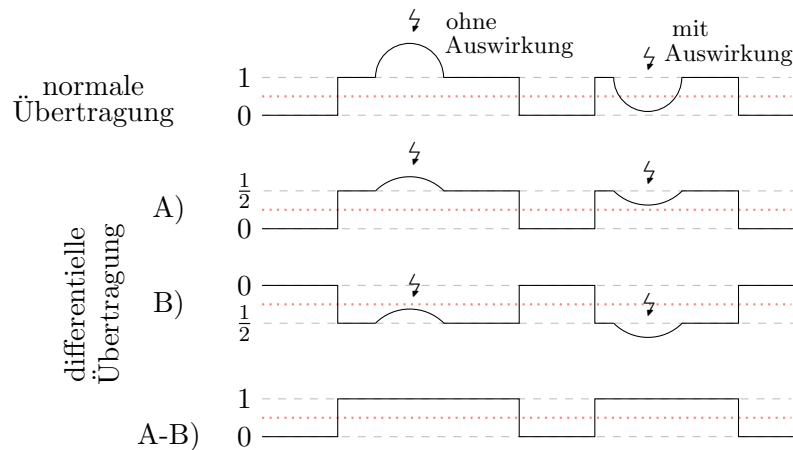 ohne
Auswirkung
mit
Auswirkung
normale
Übertragung
1
0
A)
1/2
0
differentielle
Übertragung
B)
0
1/2
A-B)
1
0